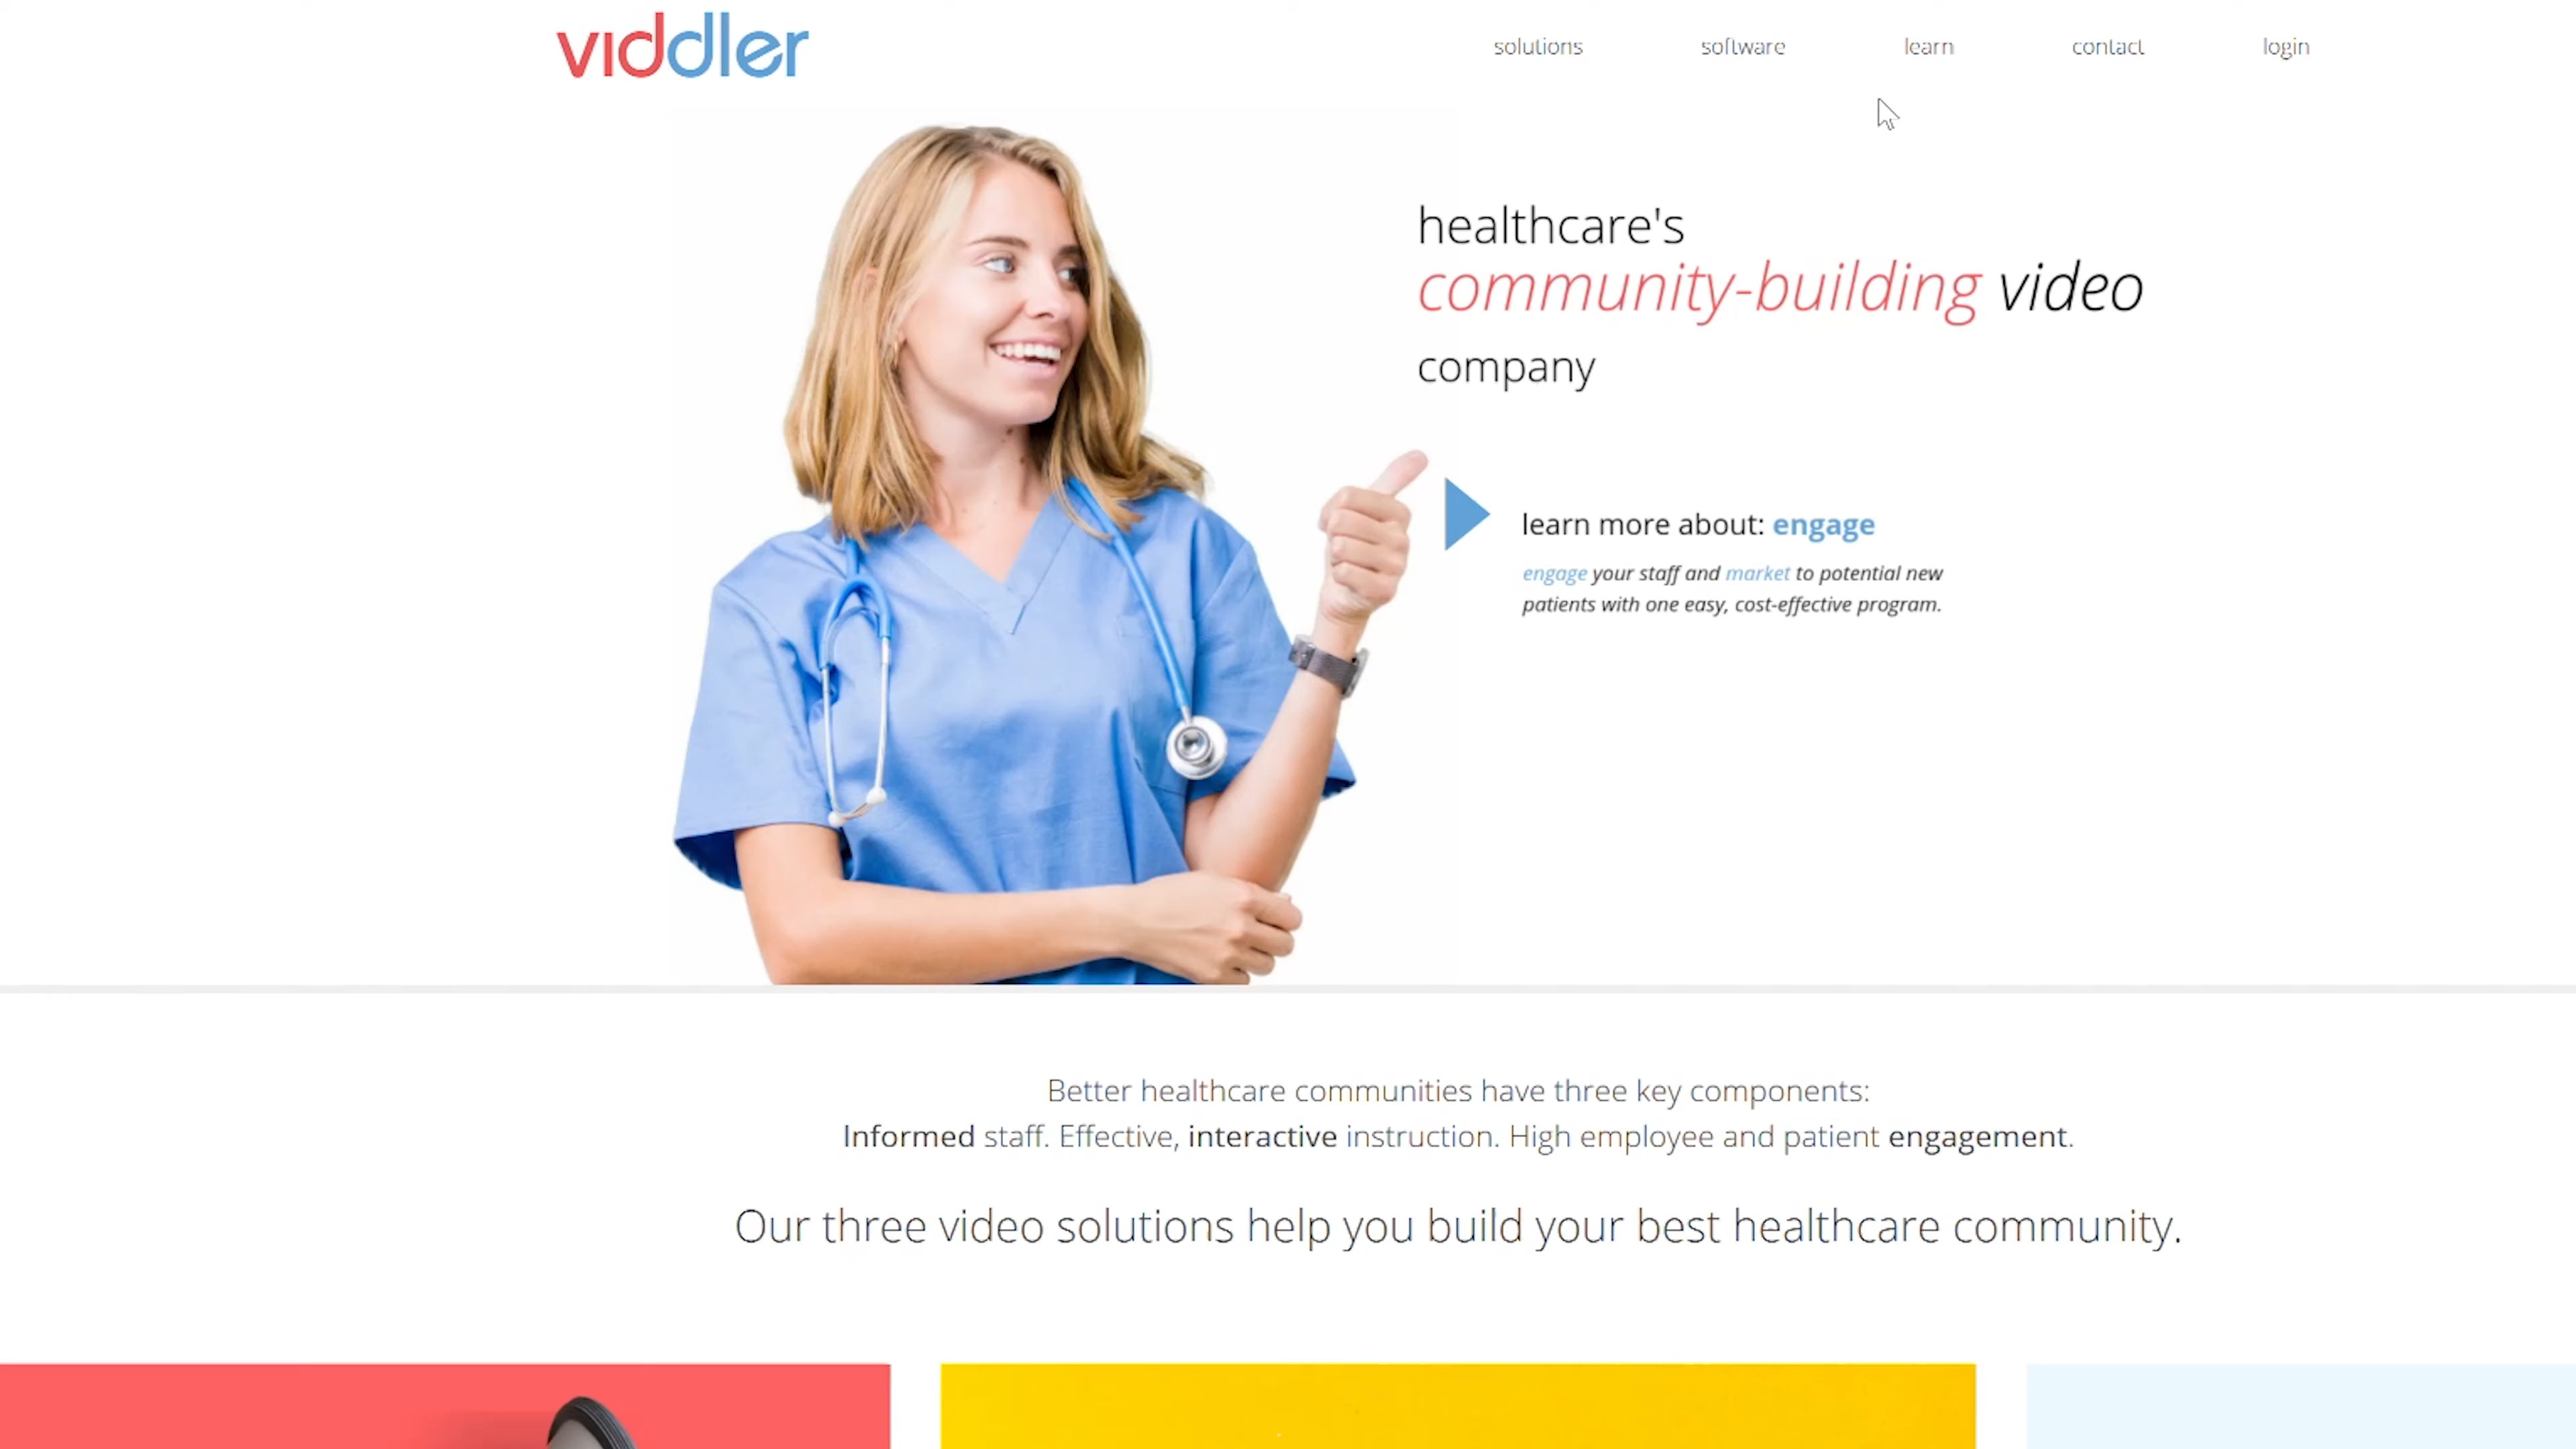 viddler
solutions software learn contact login
healthcare's
community-building video
company
learn more about: engage
engage your staff and market to potential new
patients with one easy, cost-effective program.
Better healthcare communities have three key components:
Informed staff. Effective, interactive instruction. High employee and patient engagement.
Our three video solutions help you build your best healthcare community.